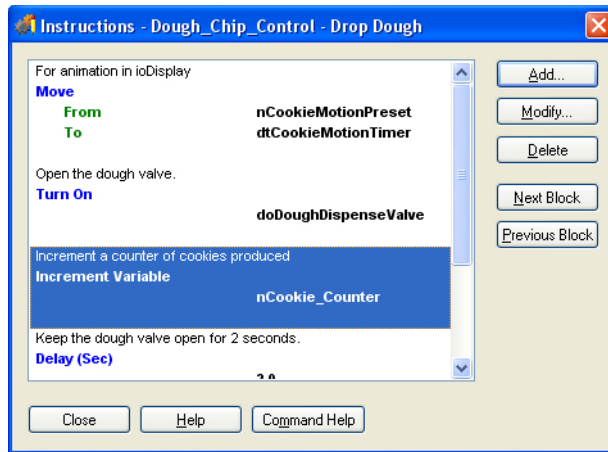 Instructions - Dough_Chip_Control - Drop Dough
For animation in ioDisplay
Move
From nCookieMotionPreset
To dtCookieMotionTimer
Open the dough valve.
Turn On
doDoughDispenseValve
Increment a counter of cookies produced
Increment Variable
nCookie_Counter
Keep the dough valve open for 2 seconds.
Delay (Sec)
Add...
Modify...
Delete
Next Block
Previous Block
Close Help Command Help